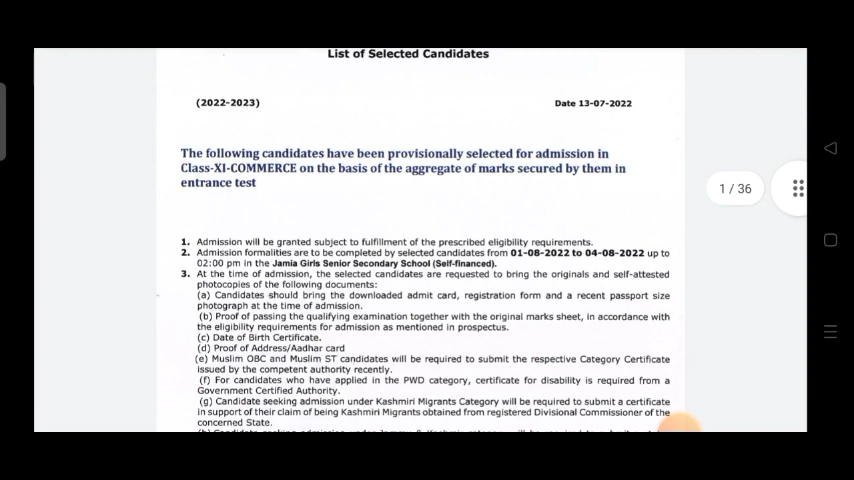 List of Selected Candidates
(2022-2023) Date 13-07-2022
The following candidates have been provisionally selected for admission in
Class-XI-COMMERCE on the basis of the aggregate of marks secured by them in
entrance test
1 / 36
1. Admission will be granted subject to fulfillment of the prescribed eligibility requirements.
2. Admission formalities are to be completed by selected candidates from 01-08-2022 to 04-08-2022 up to
02:00 pm in the Jamia Girls Senior Secondary School (Self-financed).
3. At the time of admission, the selected candidates are requested to bring the originals and self-attested
photocopies of the following documents:
(a) Candidates should bring the downloaded admit card, registration form and a recent passport size
photograph at the time of admission.
(b) Proof of passing the qualifying examination together with the original marks sheet, in accordance with
the eligibility requirements for admission as mentioned in prospectus.
(c) Date of Birth Certificate.
(d) Proof of Address/Aadhar card
(e) Muslim OBC and Muslim ST candidates will be required to submit the respective Category Certificate
issued by the competent authority recently.
(f) For candidates who have applied in the PWD category, certificate for disability is required from a
Government Certified Authority.
(g) Candidate seeking admission under Kashmiri Migrants Category will be required to submit a certificate
in support of their claim of being Kashmiri Migrants obtained from registered Divisional Commissioner of the
concerned State.